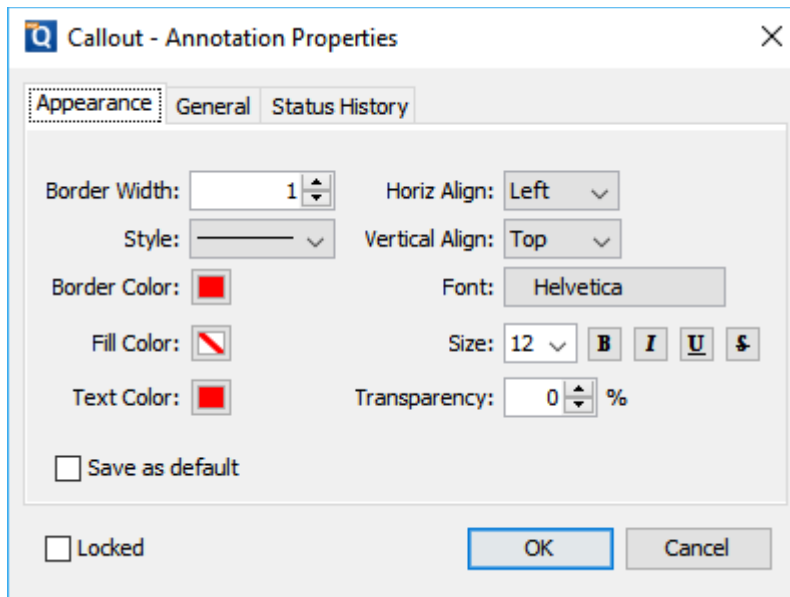 Callout - Annotation Properties
Appearance General Status History
Border Width: 1 Horiz Align: Left
Style: Vertical Align: Top
Border Color: Font: Helvetica
Fill Color: Size: 12 B I U S
Text Color: Transparency: 0 %
Save as default
Locked OK Cancel